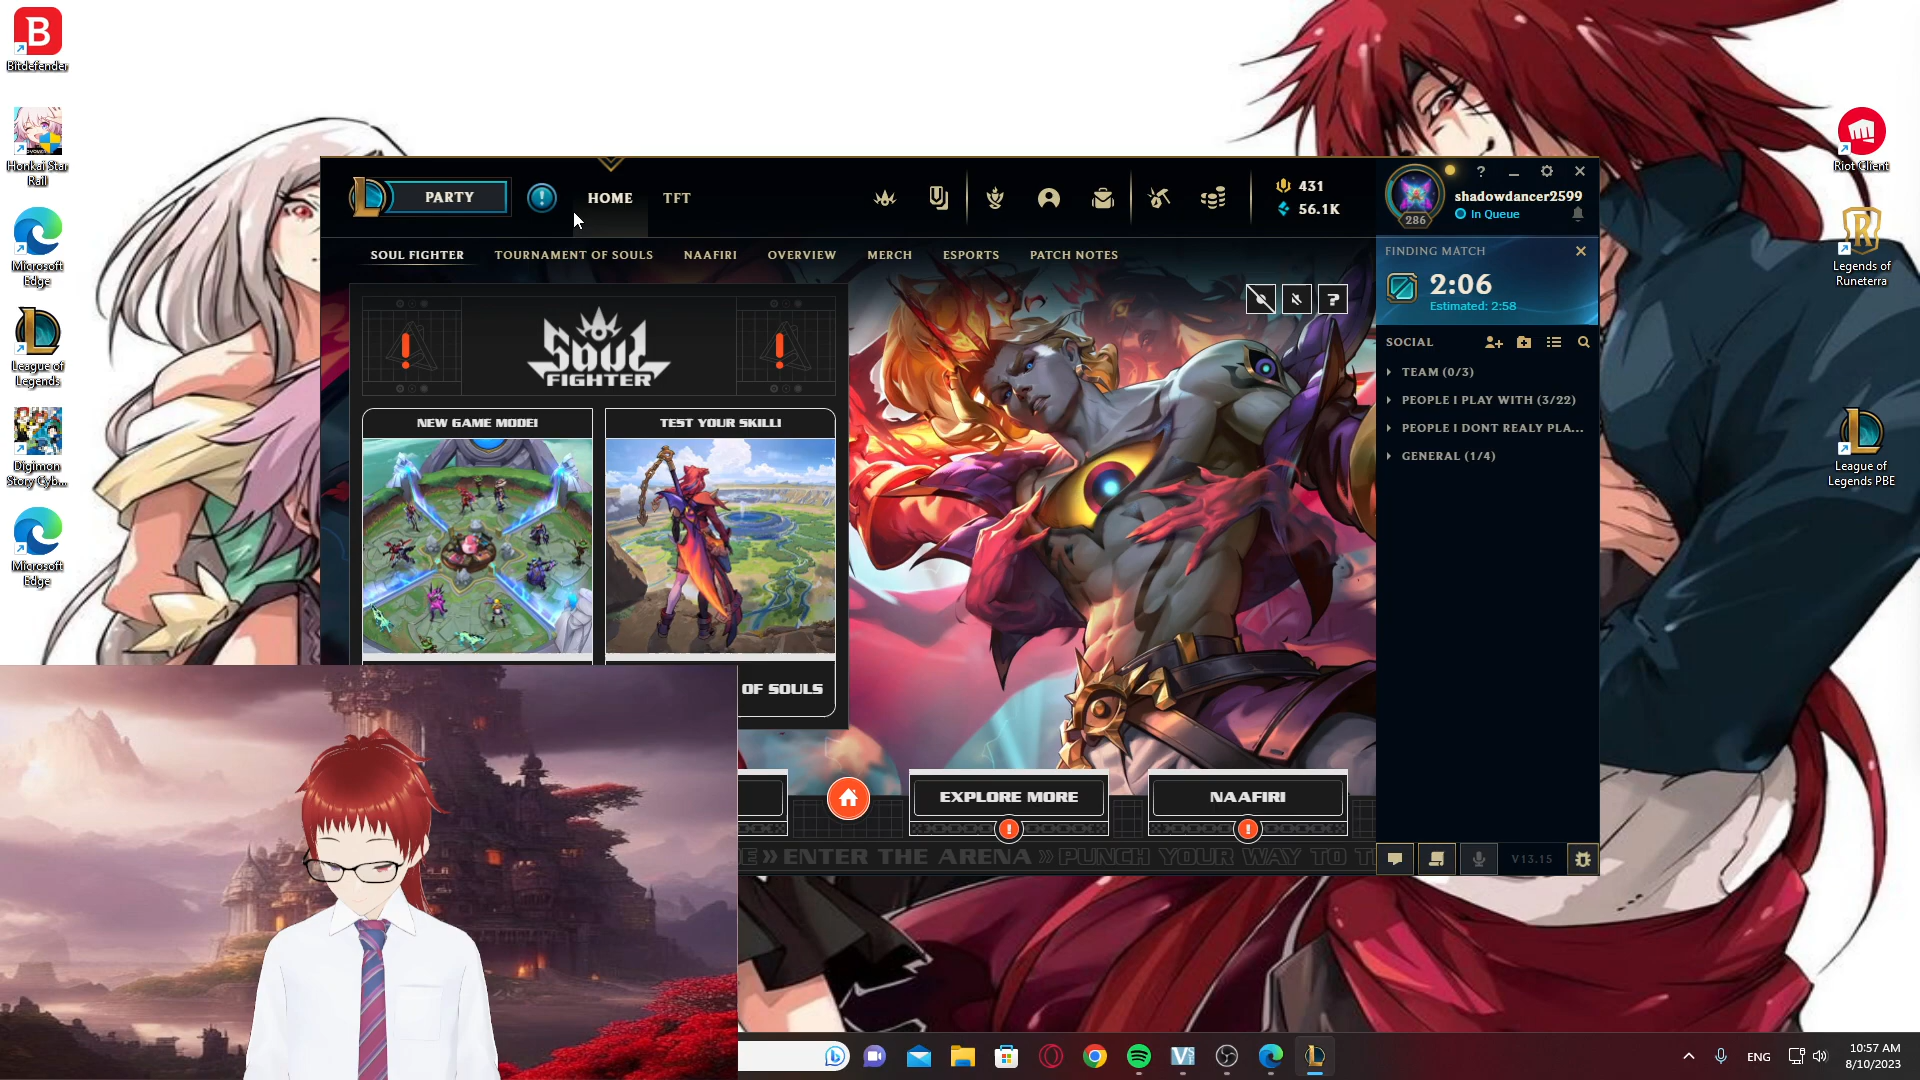 Bitdefender
Honkai Star
Rail
Microsoft
Edge
League of
Legends
Digimon
Story Cyb...
Microsoft
Edge
PARTY
HOME
TFT
431
56.1K
286
shadowdancer2599
In Queue
SOUL FIGHTER
TOURNAMENT OF SOULS
NAAFIRI
OVERVIEW
MERCH
ESPORTS
PATCH NOTES
FINDING MATCH
2:06
Estimated: 2:58
SOUL
FIGHTER
NEW GAME MODE!
TEST YOUR SKILL!
OF SOULS
SOCIAL
TEAM (0/3)
PEOPLE I PLAY WITH (3/22)
PEOPLE I DONT REALY PLA...
GENERAL (1/4)
EXPLORE MORE
NAAFIRI
ENTER THE ARENA » PUNCH YOUR WAY TO
V13.15
Riot Client
Legends of
Runeterra
League of
Legends PBE
ENG
10:57 AM
8/10/2023